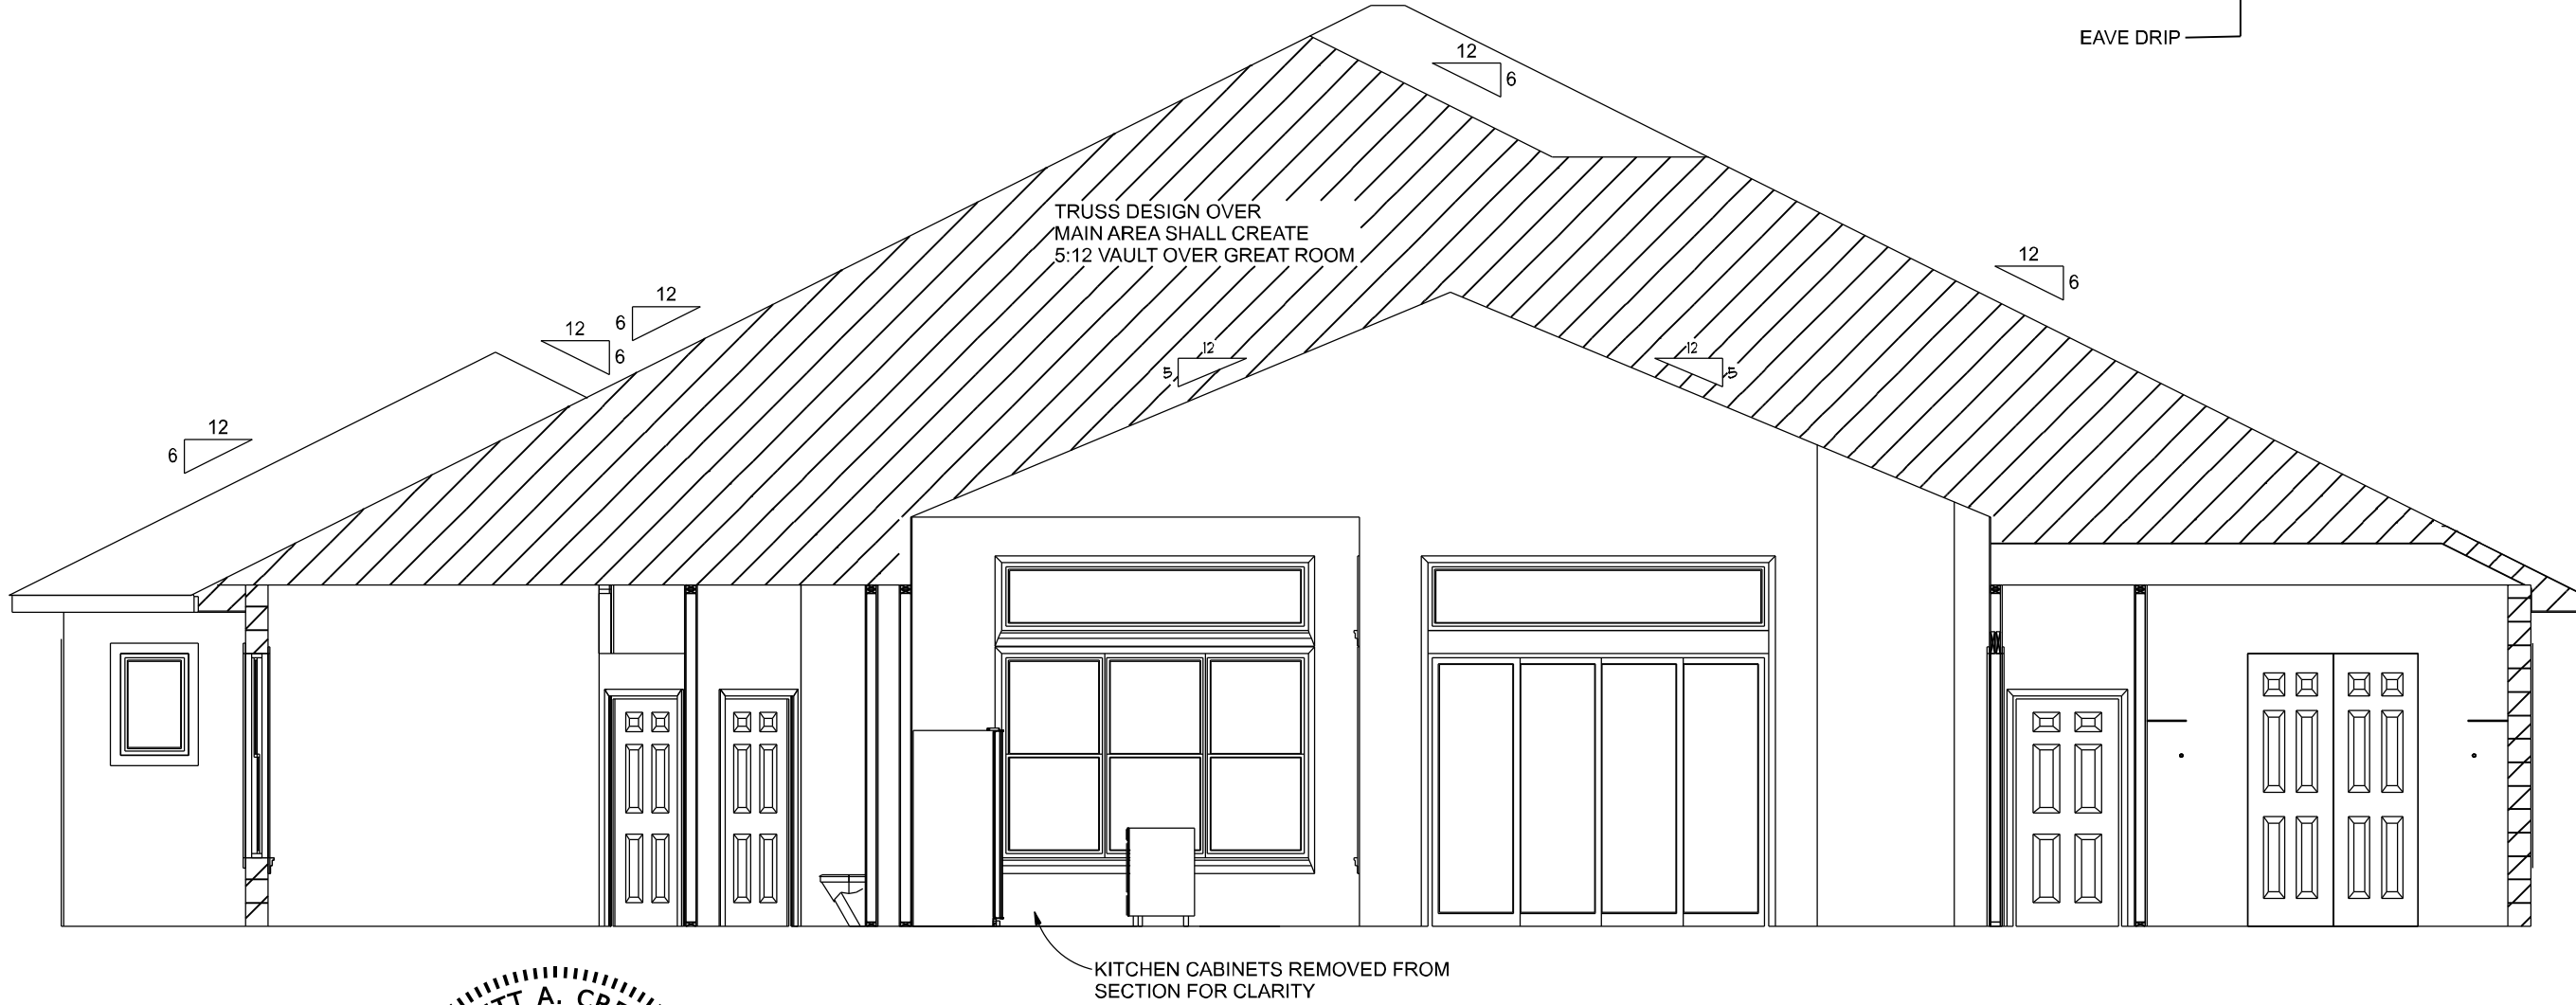 EAVE DRIP
12
6
TRUSS DESIGN OVER
MAIN AREA SHALL CREATE
5:12 VAULT OVER GREAT ROOM
12
6
12
6
12
6
12
5
12
5
12
6
KITCHEN CABINETS REMOVED FROM
SECTION FOR CLARITY
A.